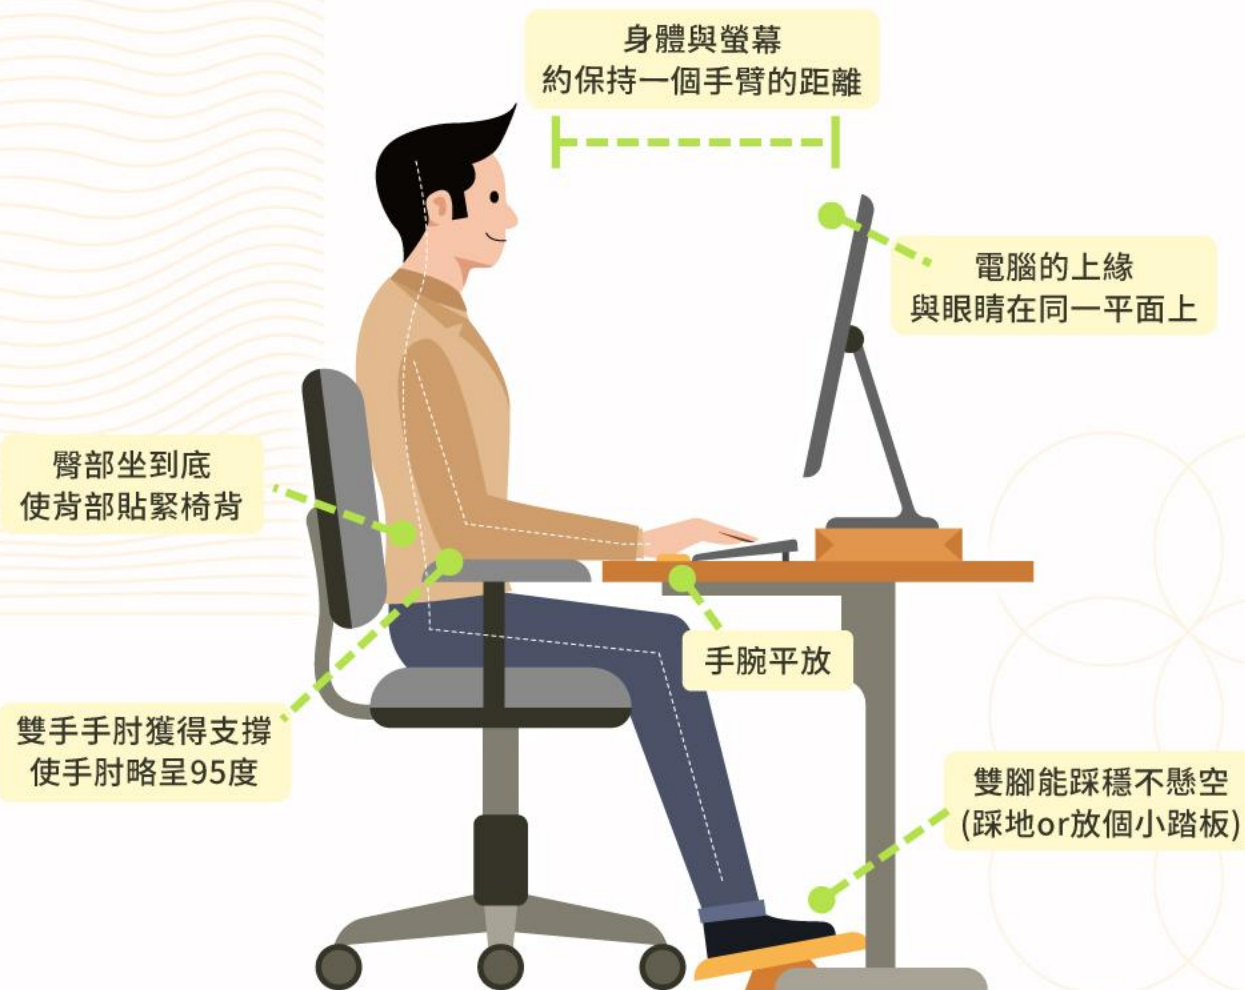 身體與螢幕
約保持一個手臂的距離
電腦的上緣
與眼睛在同一平面上
臀部坐到底
使背部貼緊椅背
手腕平放
雙手手肘獲得支撐
使手肘略呈95度
雙腳能踩穩不懸空
(踩地or放個小踏板)